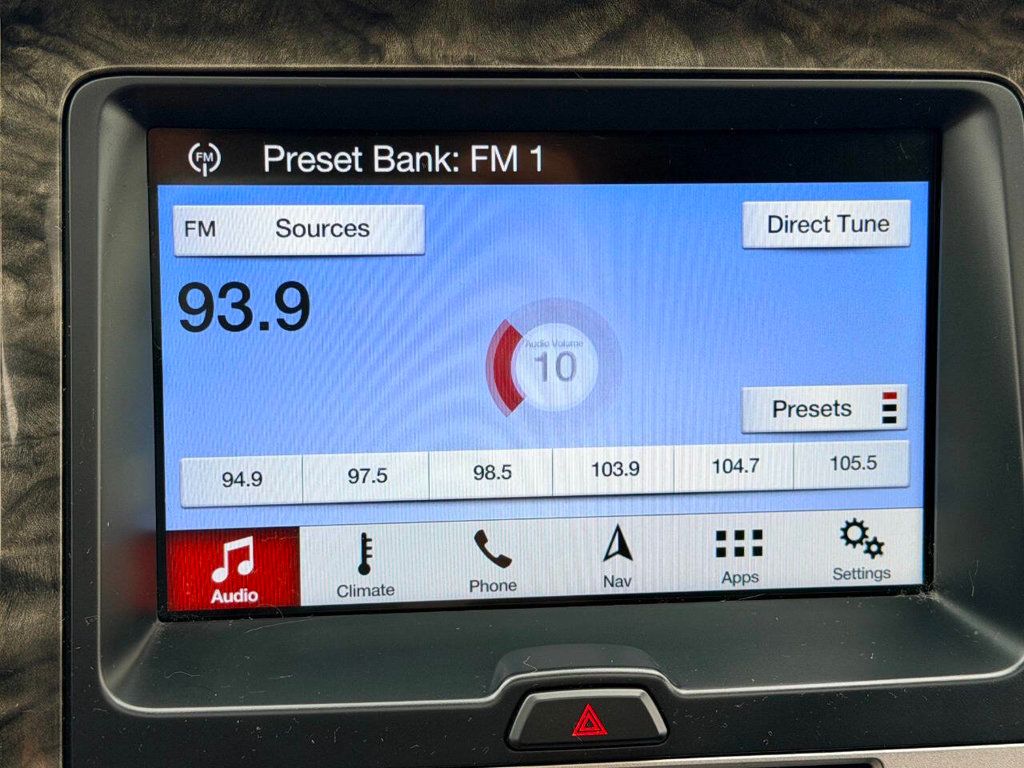 FM Preset Bank: FM 1
FM Sources
Direct Tune
93.9
Audio Volume
10
Presets
94.9 97.5 98.5 103.9 104.7 105.5
Audio Climate Phone Nav Apps Settings